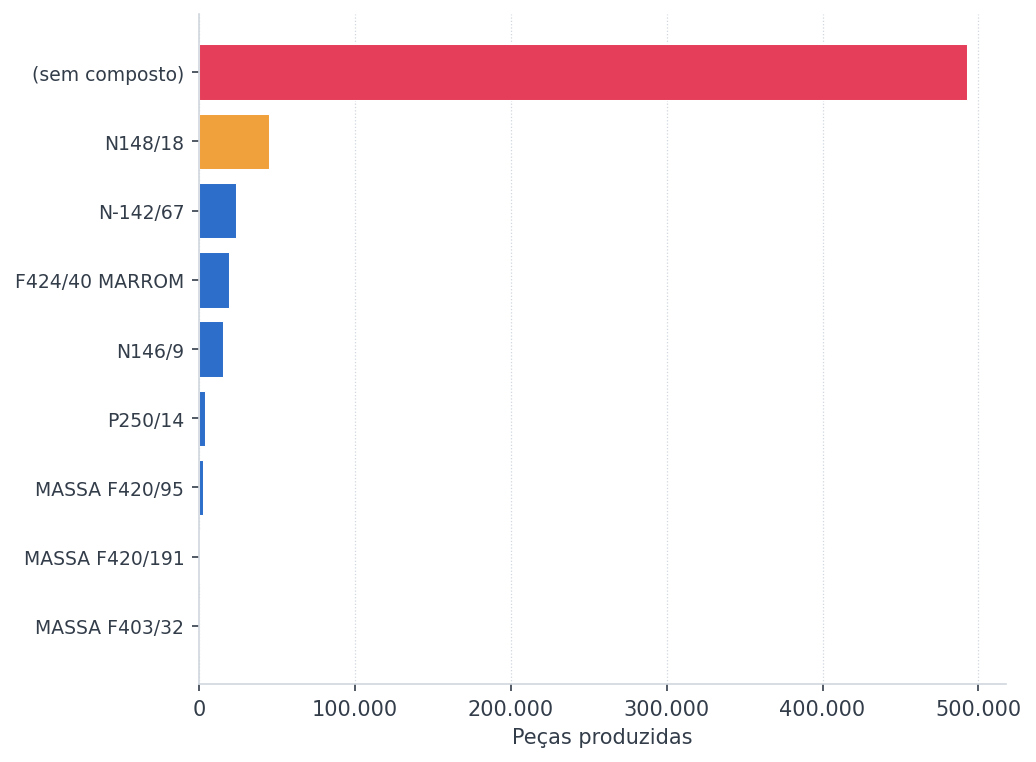 (sem composto)
N148/18
N-142/67
F424/40 MARROM
N146/9
P250/14
MASSA F420/95
MASSA F420/191
MASSA F403/32
0 100.000 200.000 300.000 400.000 500.000
Peças produzidas